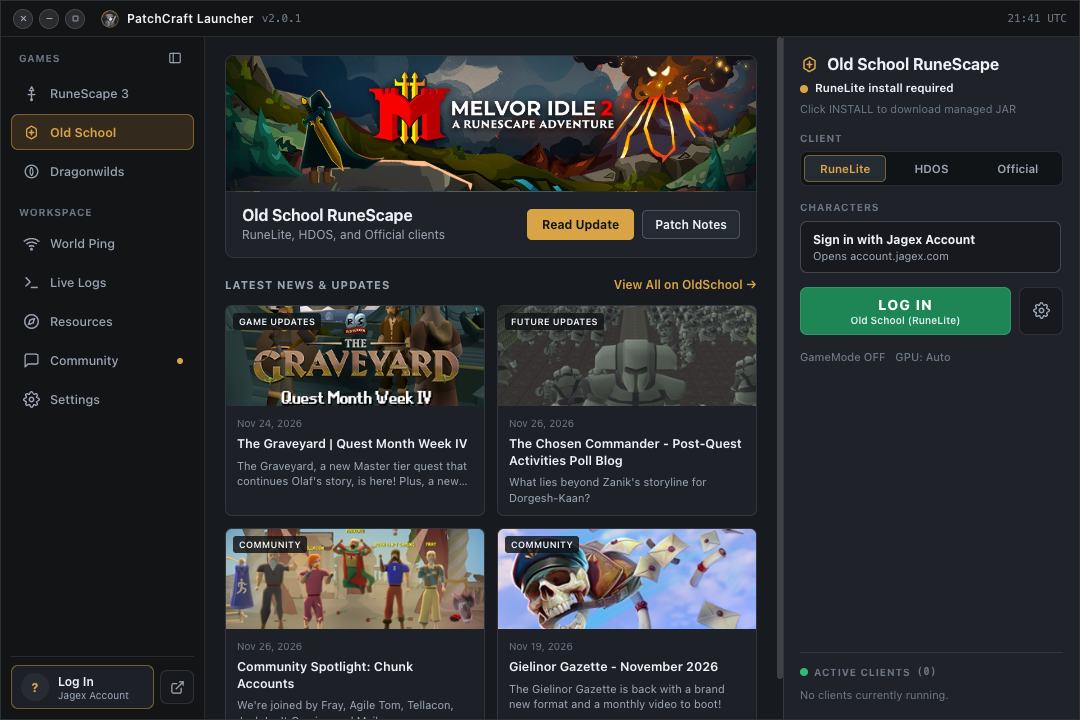 PatchCraft Launcher v2.0.1
21:41 UTC
GAMES
RuneScape 3
Old School
Dragonwilds
WORKSPACE
World Ping
Live Logs
Resources
Community
Settings
? Log In
Jagex Account
MELVOR IDLE 2
A RUNESCAPE ADVENTURE
Old School RuneScape
RuneLite, HDOS, and Official clients
Read Update
Patch Notes
LATEST NEWS & UPDATES
View All on OldSchool →
GAME UPDATES
THE
GRAVEYARD
Quest Month Week IV
Nov 24, 2026
The Graveyard | Quest Month Week IV
The Graveyard, a new Master tier quest that
continues Olaf's story, is here! Plus, a new...
FUTURE UPDATES
Nov 26, 2026
The Chosen Commander - Post-Quest
Activities Poll Blog
What lies beyond Zanik's storyline for
Dorgesh-Kaan?
COMMUNITY
Nov 26, 2026
Community Spotlight: Chunk
Accounts
We're joined by Fray, Agile Tom, Tellacon,
COMMUNITY
Nov 19, 2026
Gielinor Gazette - November 2026
The Gielinor Gazette is back with a brand
new format and a monthly video to boot!
Old School RuneScape
RuneLite install required
Click INSTALL to download managed JAR
CLIENT
RuneLite
HDOS
Official
CHARACTERS
Sign in with Jagex Account
Opens account.jagex.com
LOG IN
Old School (RuneLite)
GameMode OFF GPU: Auto
ACTIVE CLIENTS (0)
No clients currently running.